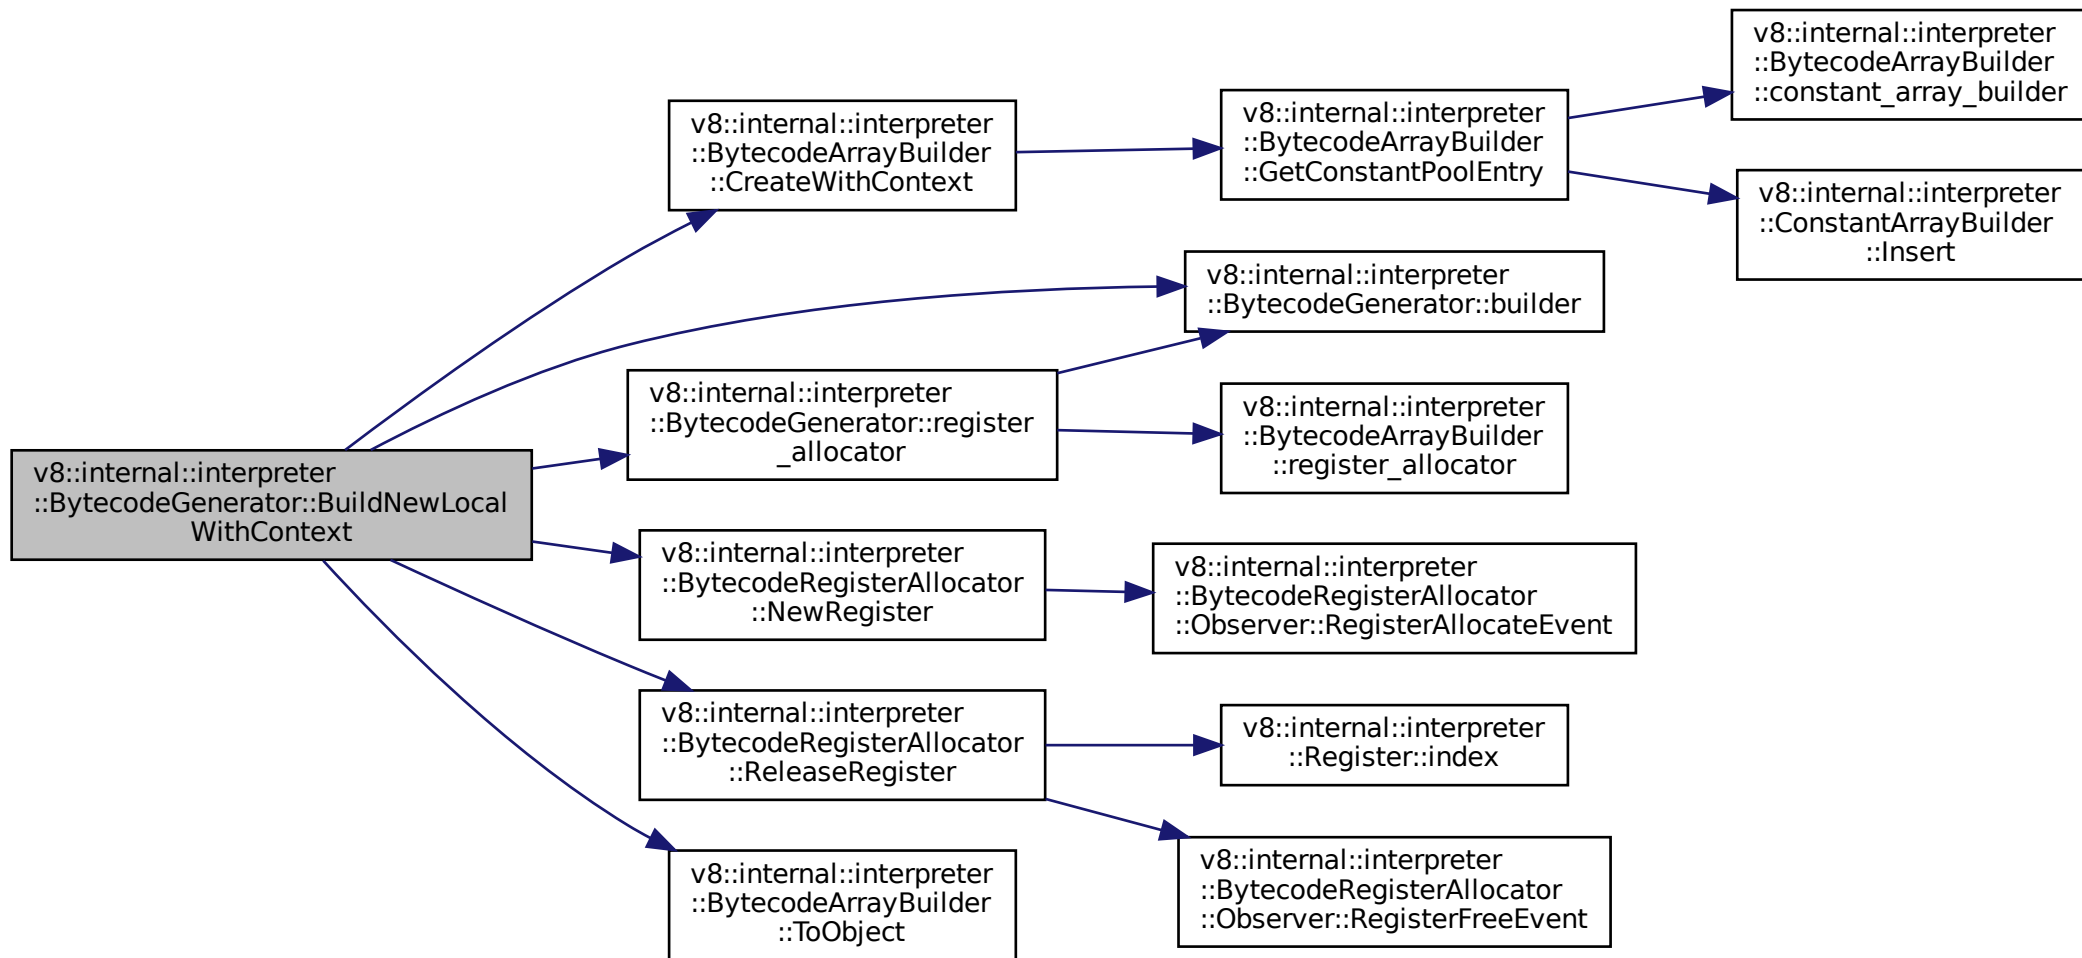 v8::internal::interpreter
::BytecodeGenerator::BuildNewLocal
WithContext
v8::internal::interpreter
::BytecodeArrayBuilder
::CreateWithContext
v8::internal::interpreter
::BytecodeArrayBuilder
::GetConstantPoolEntry
v8::internal::interpreter
::BytecodeArrayBuilder
::constant_array_builder
v8::internal::interpreter
::ConstantArrayBuilder
::Insert
v8::internal::interpreter
::BytecodeGenerator::builder
v8::internal::interpreter
::BytecodeGenerator::register
_allocator
v8::internal::interpreter
::BytecodeArrayBuilder
::register_allocator
v8::internal::interpreter
::BytecodeRegisterAllocator
::NewRegister
v8::internal::interpreter
::BytecodeRegisterAllocator
::Observer::RegisterAllocateEvent
v8::internal::interpreter
::BytecodeRegisterAllocator
::ReleaseRegister
v8::internal::interpreter
::Register::index
v8::internal::interpreter
::BytecodeRegisterAllocator
::Observer::RegisterFreeEvent
v8::internal::interpreter
::BytecodeArrayBuilder
::ToObject